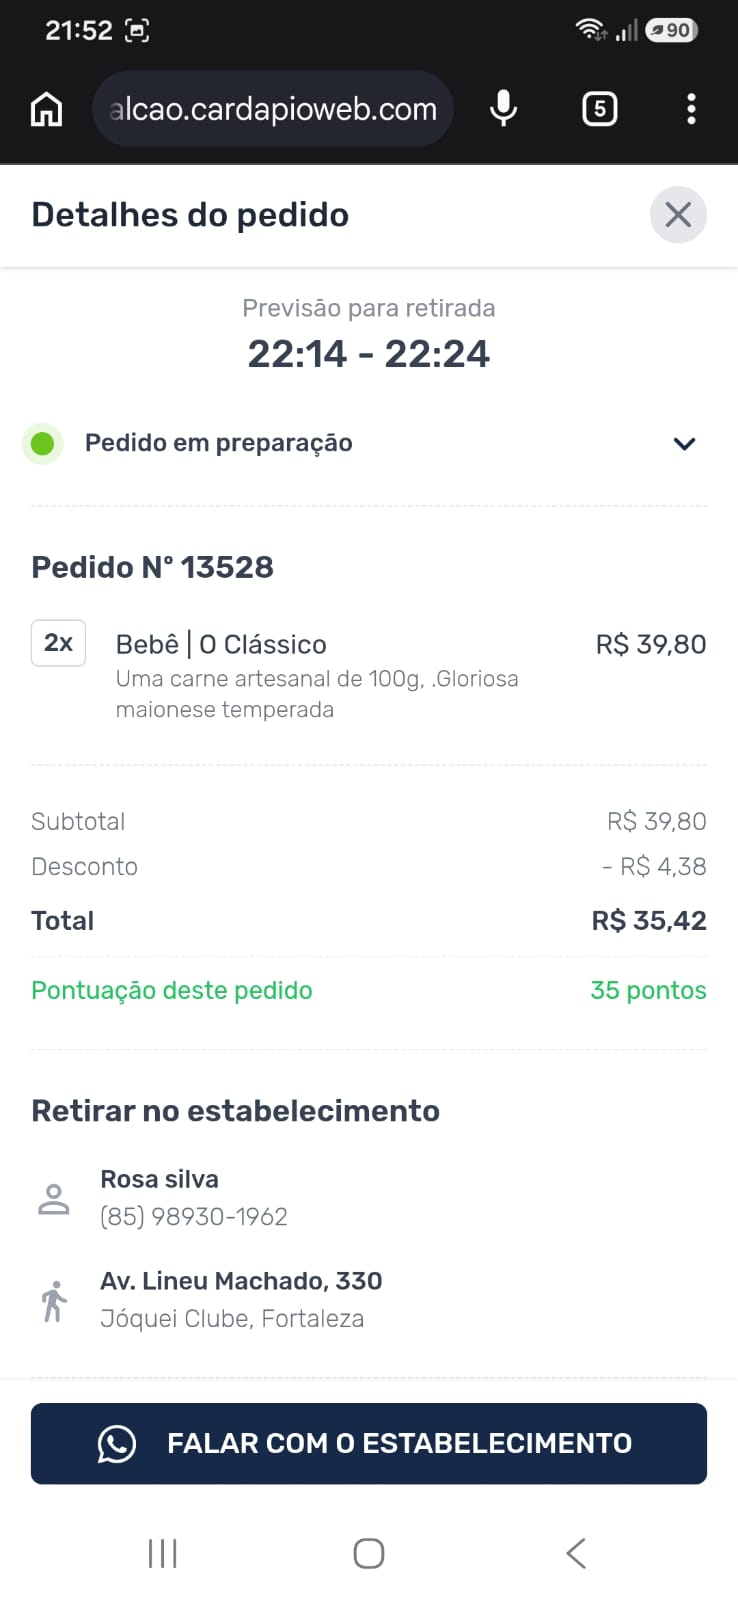 21:52
90
alcao.cardapioweb.com
5
Detalhes do pedido
Previsão para retirada
22:14 - 22:24
Pedido em preparação
Pedido Nº 13528
2x Bebê | O Clássico R$ 39,80
Uma carne artesanal de 100g, .Gloriosa
maionese temperada
Subtotal R$ 39,80
Desconto - R$ 4,38
Total R$ 35,42
Pontuação deste pedido 35 pontos
Retirar no estabelecimento
Rosa silva
(85) 98930-1962
Av. Lineu Machado, 330
Jóquei Clube, Fortaleza
FALAR COM O ESTABELECIMENTO